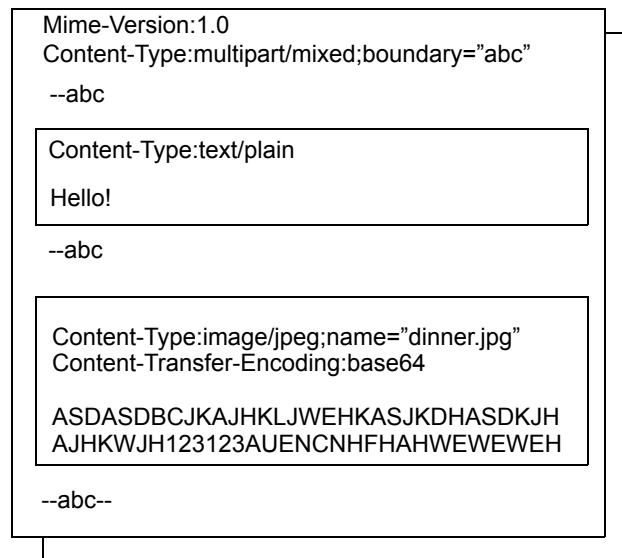 Mime-Version:1.0
Content-Type:multipart/mixed;boundary=”abc”
--abc
Content-Type:text/plain
Hello!
--abc
Content-Type:image/jpeg;name=”dinner.jpg”
Content-Transfer-Encoding:base64
ASDASDBCJKAJHKLJWEHKASJKDHASDKJH
AJHKWJH123123AUENCNHFHAHWEWEWEH
--abc--